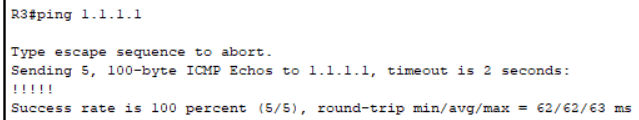 R3#ping 1.1.1.1
Type escape sequence to abort.
Sending 5, 100-byte ICMP Echos to 1.1.1.1, timeout is 2 seconds:
!!!!!
Success rate is 100 percent (5/5), round-trip min/avg/max = 62/62/63 ms